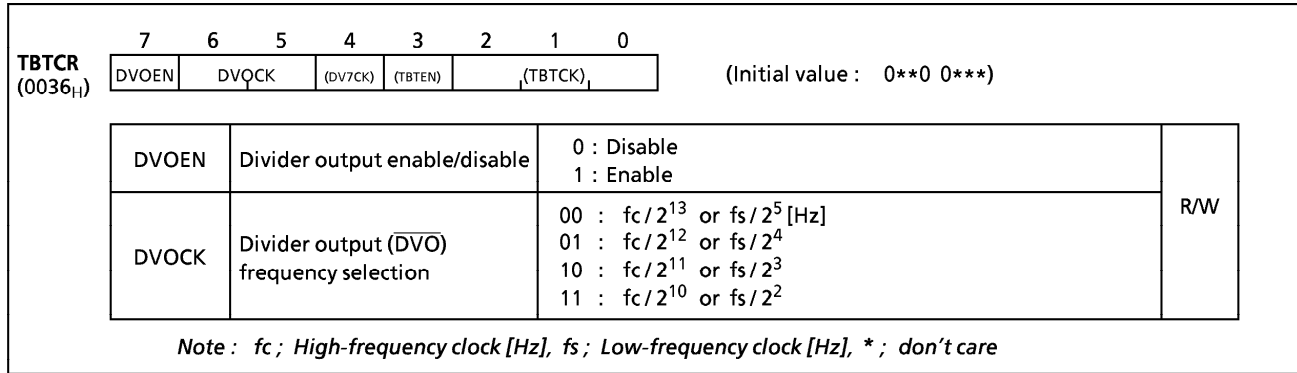 7 6 5 4 3 2 1 0
TBTCR
(0036H)
DVOEN DVOCK (DV7CK) (TBTEN) (TBTCK) (Initial value : 0**0 0***)
DVOEN Divider output enable/disable 0 : Disable
1 : Enable
R/W
DVOCK Divider output (DVO)
frequency selection
00 : fc/2^13 or fs/2^5 [Hz]
01 : fc/2^12 or fs/2^4
10 : fc/2^11 or fs/2^3
11 : fc/2^10 or fs/2^2
Note : fc ; High-frequency clock [Hz], fs ; Low-frequency clock [Hz], * ; don't care